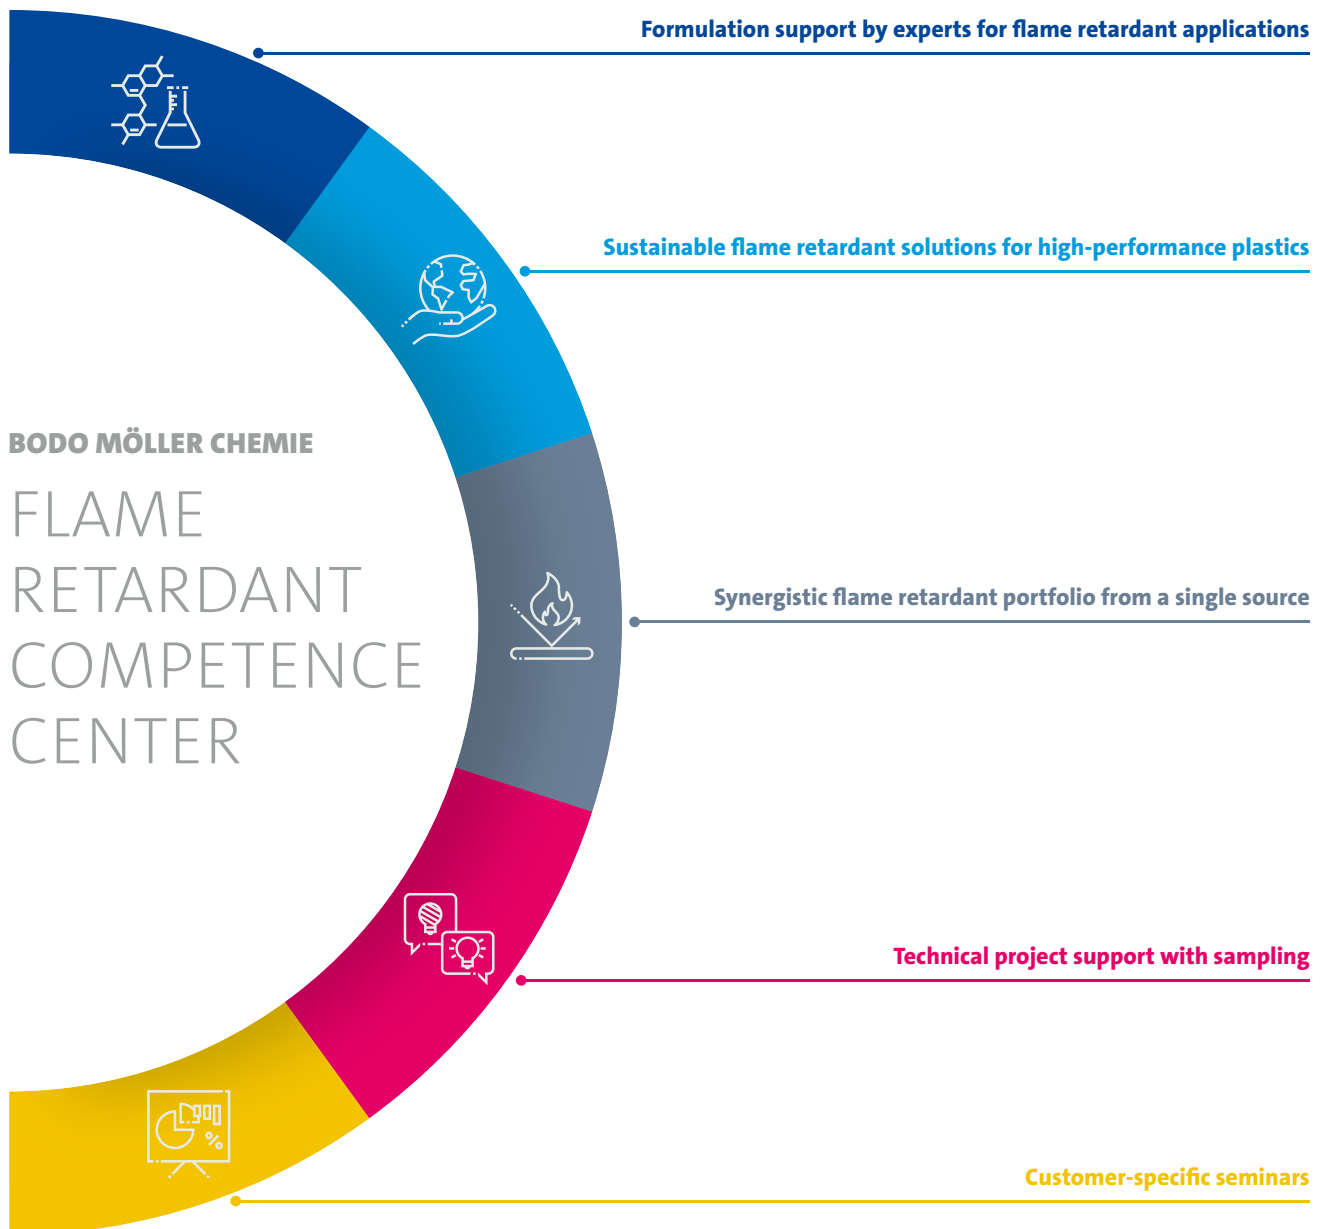 Formulation support by experts for flame retardant applications
Sustainable flame retardant solutions for high-performance plastics
BODO MÖLLER CHEMIE
FLAME
RETARDANT
COMPETENCE
CENTER
Synergistic flame retardant portfolio from a single source
Technical project support with sampling
%
Customer-specific seminars